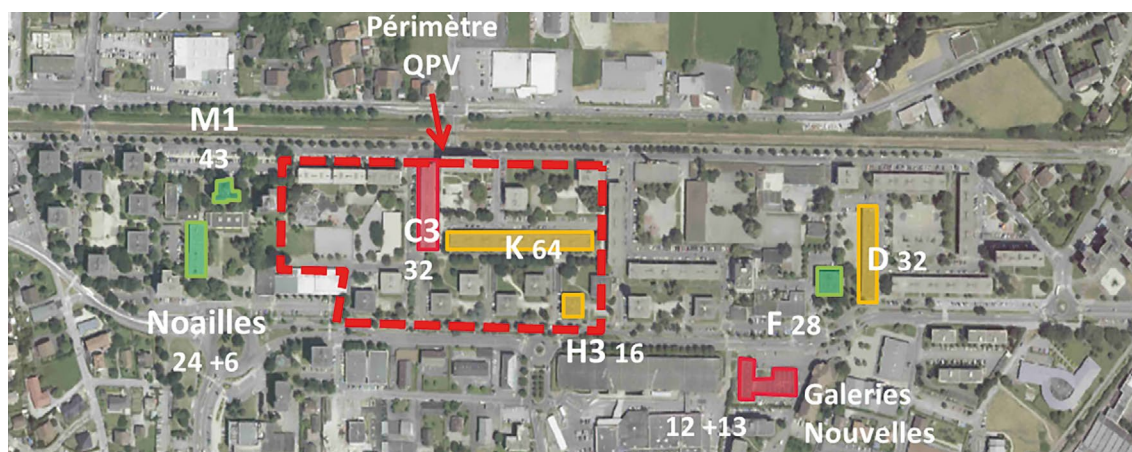 Périmètre
QPV
M1
43
C3
32
K 64
D 32
Noailles
24 +6
F 28
H3 16
Galeries
Nouvelles
12 +13